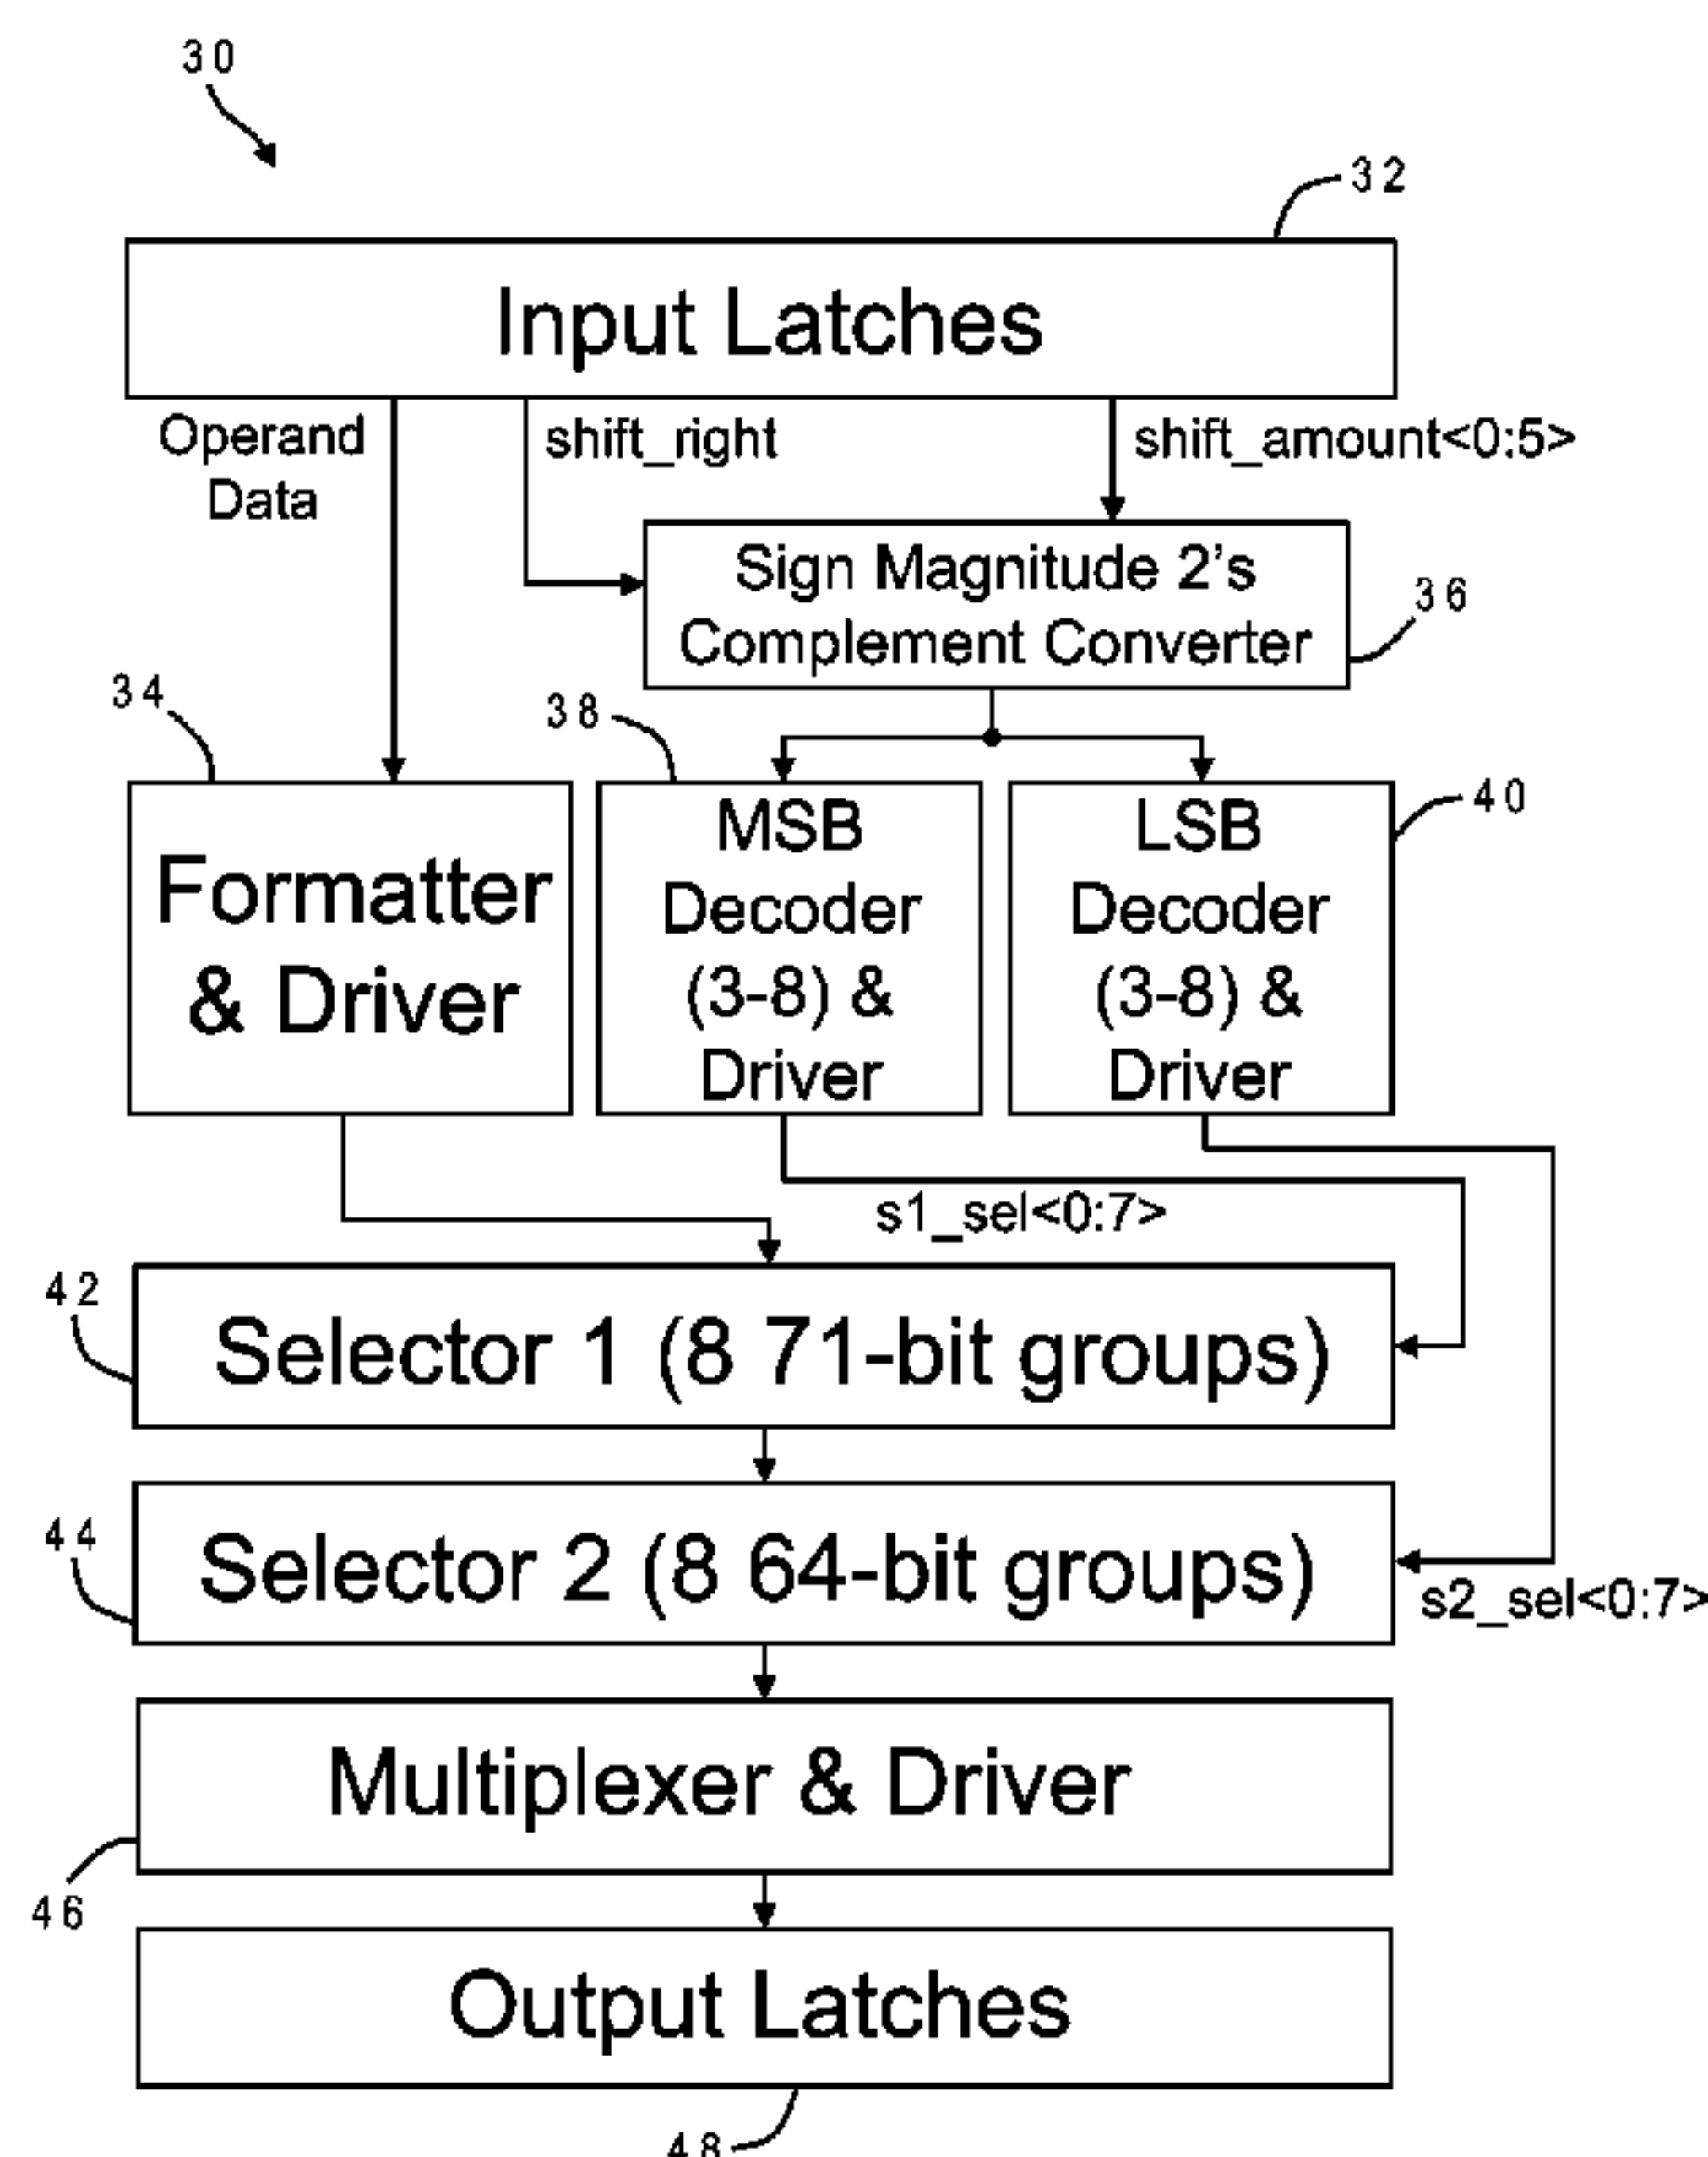 30
32
Input Latches
Operand
Data
shift_right
shift_amount<0:5>
Sign Magnitude 2's
Complement Converter
36
34
38
40
Formatter
& Driver
MSB
Decoder
(3-8) &
Driver
LSB
Decoder
(3-8) &
Driver
s1_sel<0:7>
42
Selector 1 (8 71-bit groups)
44
Selector 2 (8 64-bit groups)
s2_sel<0:7>
Multiplexer & Driver
46
Output Latches
48